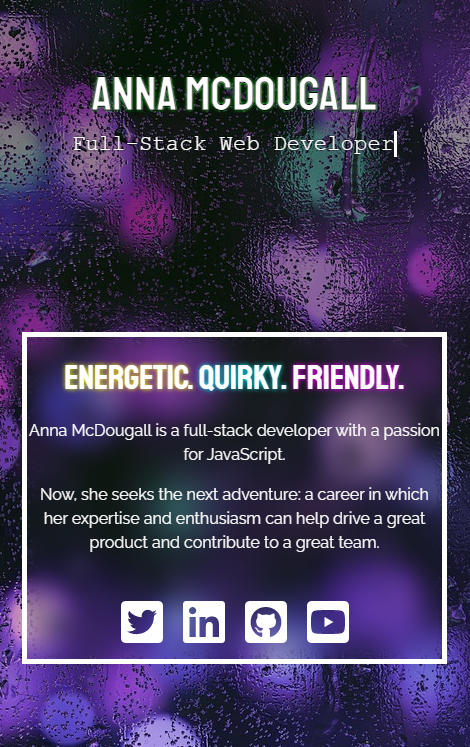 ANNA MCDOUGALL
Full-Stack Web Developer
ENERGETIC. QUIRKY. FRIENDLY.
Anna McDougall is a full-stack developer with a passion
for JavaScript.
Now, she seeks the next adventure: a career in which
her expertise and enthusiasm can help drive a great
product and contribute to a great team.
in